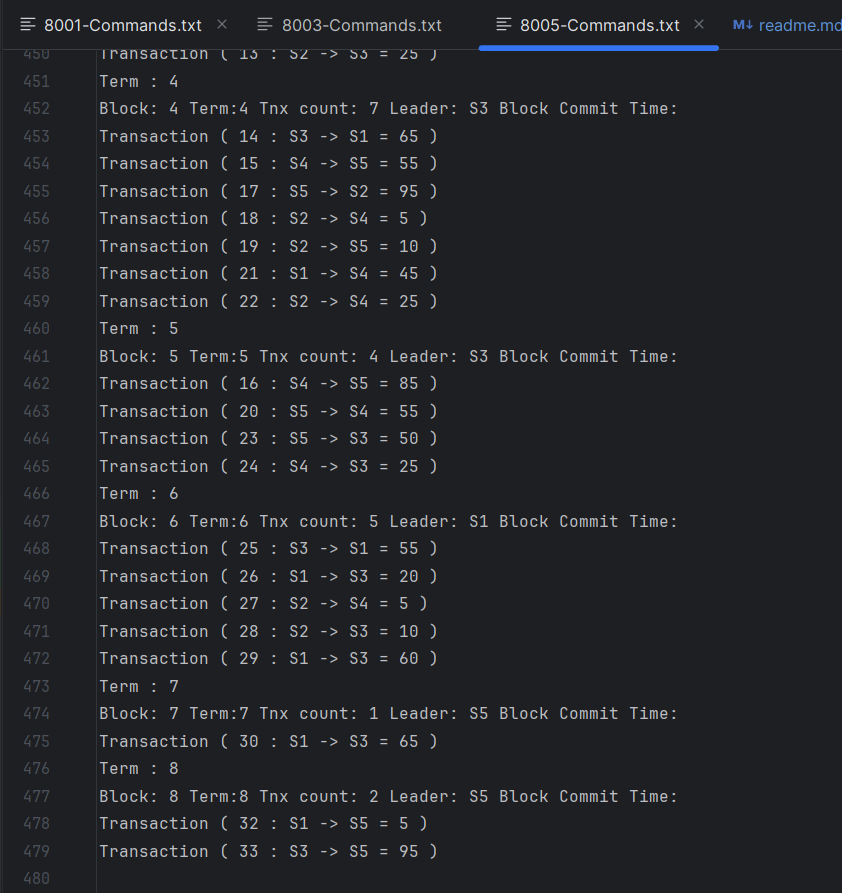 8001-Commands.txt × 8003-Commands.txt 8005-Commands.txt × M↓ readme.md
450 Transaction ( 13 : S2 -> S3 = 25 )
451 Term : 4
452 Block: 4 Term:4 Tnx count: 7 Leader: S3 Block Commit Time:
453 Transaction ( 14 : S3 -> S1 = 65 )
454 Transaction ( 15 : S4 -> S5 = 55 )
455 Transaction ( 17 : S5 -> S2 = 95 )
456 Transaction ( 18 : S2 -> S4 = 5 )
457 Transaction ( 19 : S2 -> S5 = 10 )
458 Transaction ( 21 : S1 -> S4 = 45 )
459 Transaction ( 22 : S2 -> S4 = 25 )
460 Term : 5
461 Block: 5 Term:5 Tnx count: 4 Leader: S3 Block Commit Time:
462 Transaction ( 16 : S4 -> S5 = 85 )
463 Transaction ( 20 : S5 -> S4 = 55 )
464 Transaction ( 23 : S5 -> S3 = 50 )
465 Transaction ( 24 : S4 -> S3 = 25 )
466 Term : 6
467 Block: 6 Term:6 Tnx count: 5 Leader: S1 Block Commit Time:
468 Transaction ( 25 : S3 -> S1 = 55 )
469 Transaction ( 26 : S1 -> S3 = 20 )
470 Transaction ( 27 : S2 -> S4 = 5 )
471 Transaction ( 28 : S2 -> S3 = 10 )
472 Transaction ( 29 : S1 -> S3 = 60 )
473 Term : 7
474 Block: 7 Term:7 Tnx count: 1 Leader: S5 Block Commit Time:
475 Transaction ( 30 : S1 -> S3 = 65 )
476 Term : 8
477 Block: 8 Term:8 Tnx count: 2 Leader: S5 Block Commit Time:
478 Transaction ( 32 : S1 -> S5 = 5 )
479 Transaction ( 33 : S3 -> S5 = 95 )
480